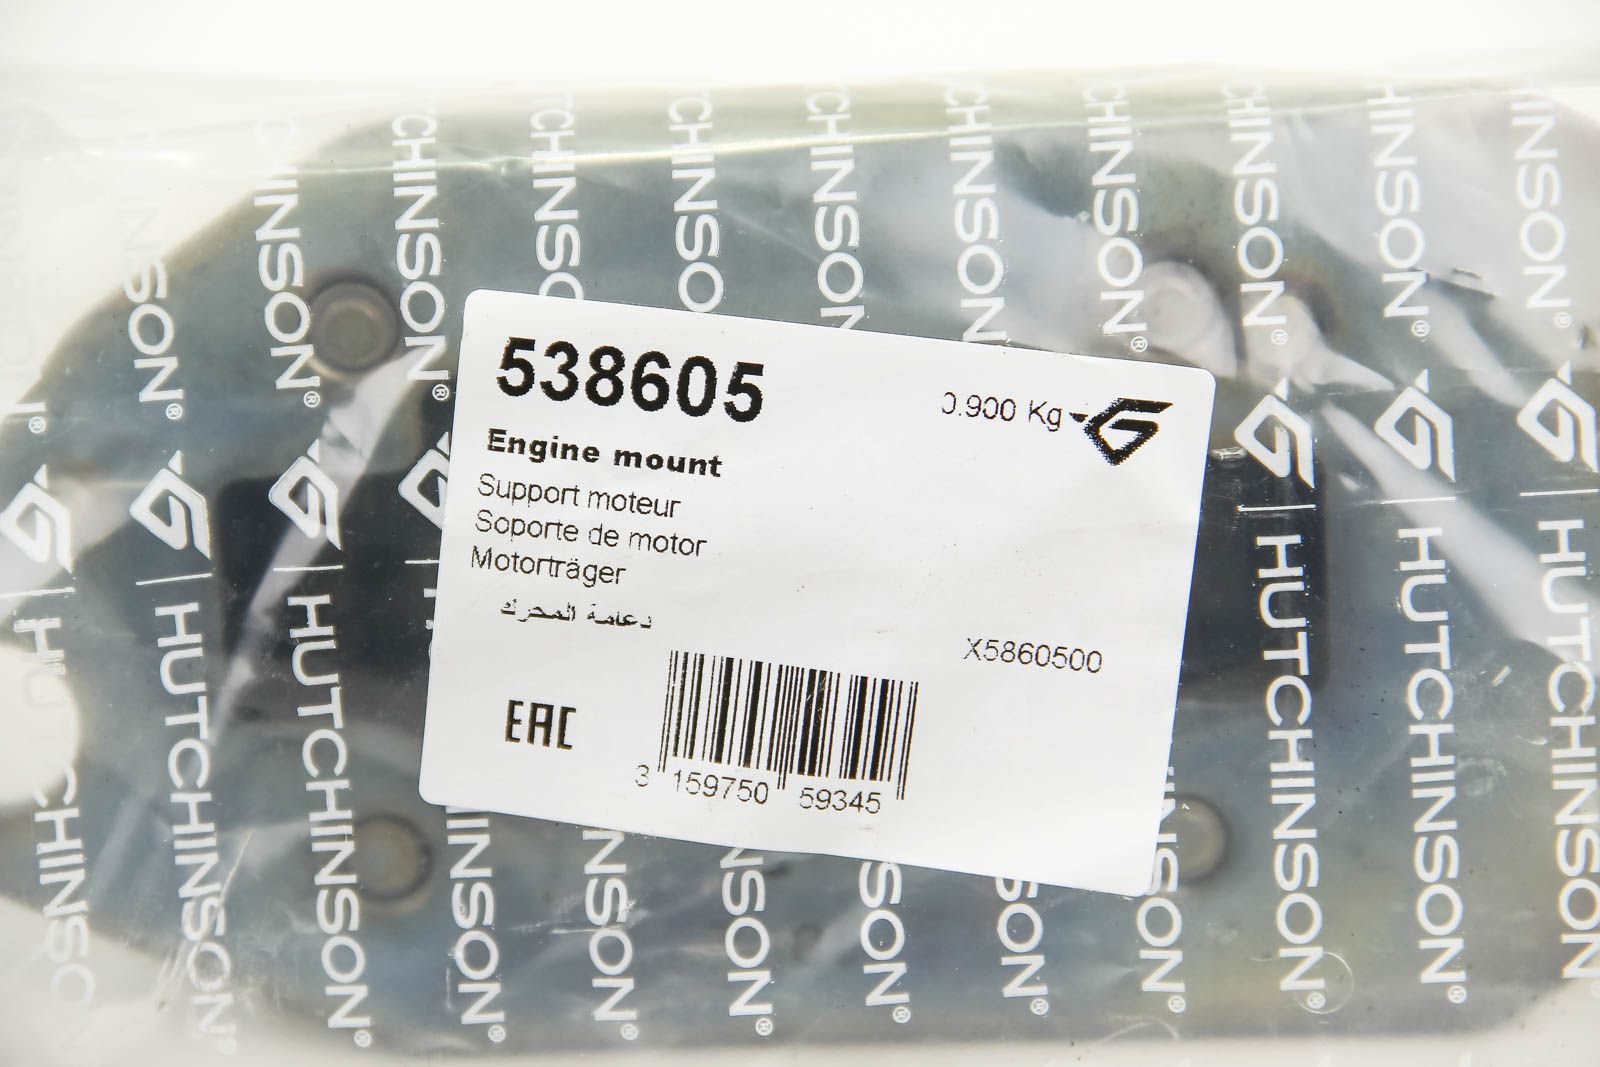 538605
0.900 Kg
Engine mount
Support moteur
Soporte de motor
Motorträger
دعامة المحرك
X5860500
EAC
3 159750 59345
HUTCHINSON®
HUTCHINSON®
HUTCHINSON®
HUTCHINSON®
HUTCHINSON®
HUTCHINSON®